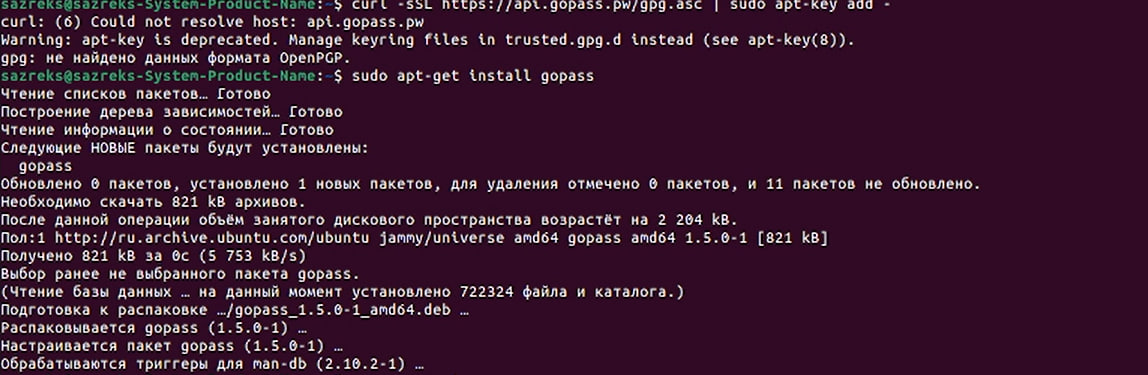 sazreks@sazreks-System-Product-Name:~$ curl -sSL https://api.gopass.pw/gpg.asc | sudo apt-key add -
curl: (6) Could not resolve host: api.gopass.pw
Warning: apt-key is deprecated. Manage keyring files in trusted.gpg.d instead (see apt-key(8)).
gpg: не найдено данных формата OpenPGP.
sazreks@sazreks-System-Product-Name:~$ sudo apt-get install gopass
Чтение списков пакетов… Готово
Построение дерева зависимостей… Готово
Чтение информации о состоянии… Готово
Следующие НОВЫЕ пакеты будут установлены:
gopass
Обновлено 0 пакетов, установлено 1 новых пакетов, для удаления отмечено 0 пакетов, и 11 пакетов не обновлено.
Необходимо скачать 821 kB архивов.
После данной операции объём занятого дискового пространства возрастёт на 2 204 kB.
Пол:1 http://ru.archive.ubuntu.com/ubuntu jammy/universe amd64 gopass amd64 1.5.0-1 [821 kB]
Получено 821 kB за 0с (5 753 kB/s)
Выбор ранее не выбранного пакета gopass.
(Чтение базы данных … на данный момент установлено 722324 файла и каталога.)
Подготовка к распаковке …/gopass_1.5.0-1_amd64.deb …
Распаковывается gopass (1.5.0-1) …
Настраивается пакет gopass (1.5.0-1) …
Обрабатываются триггеры для man-db (2.10.2-1) …